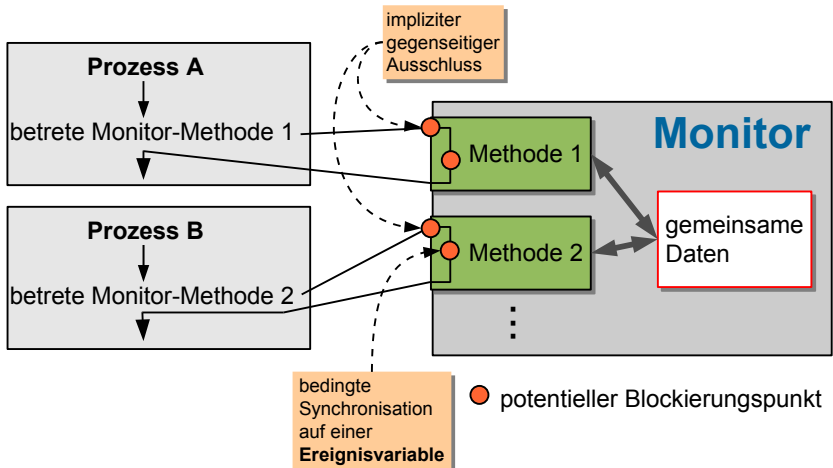 impliziter
gegenseitiger
Ausschluss
Prozess A
betrete Monitor-Methode 1
Monitor
Methode 1
gemeinsame
Daten
Prozess B
betrete Monitor-Methode 2
Methode 2
bedingte
Synchronisation
auf einer
Ereignisvariable
potentieller Blockierungspunkt